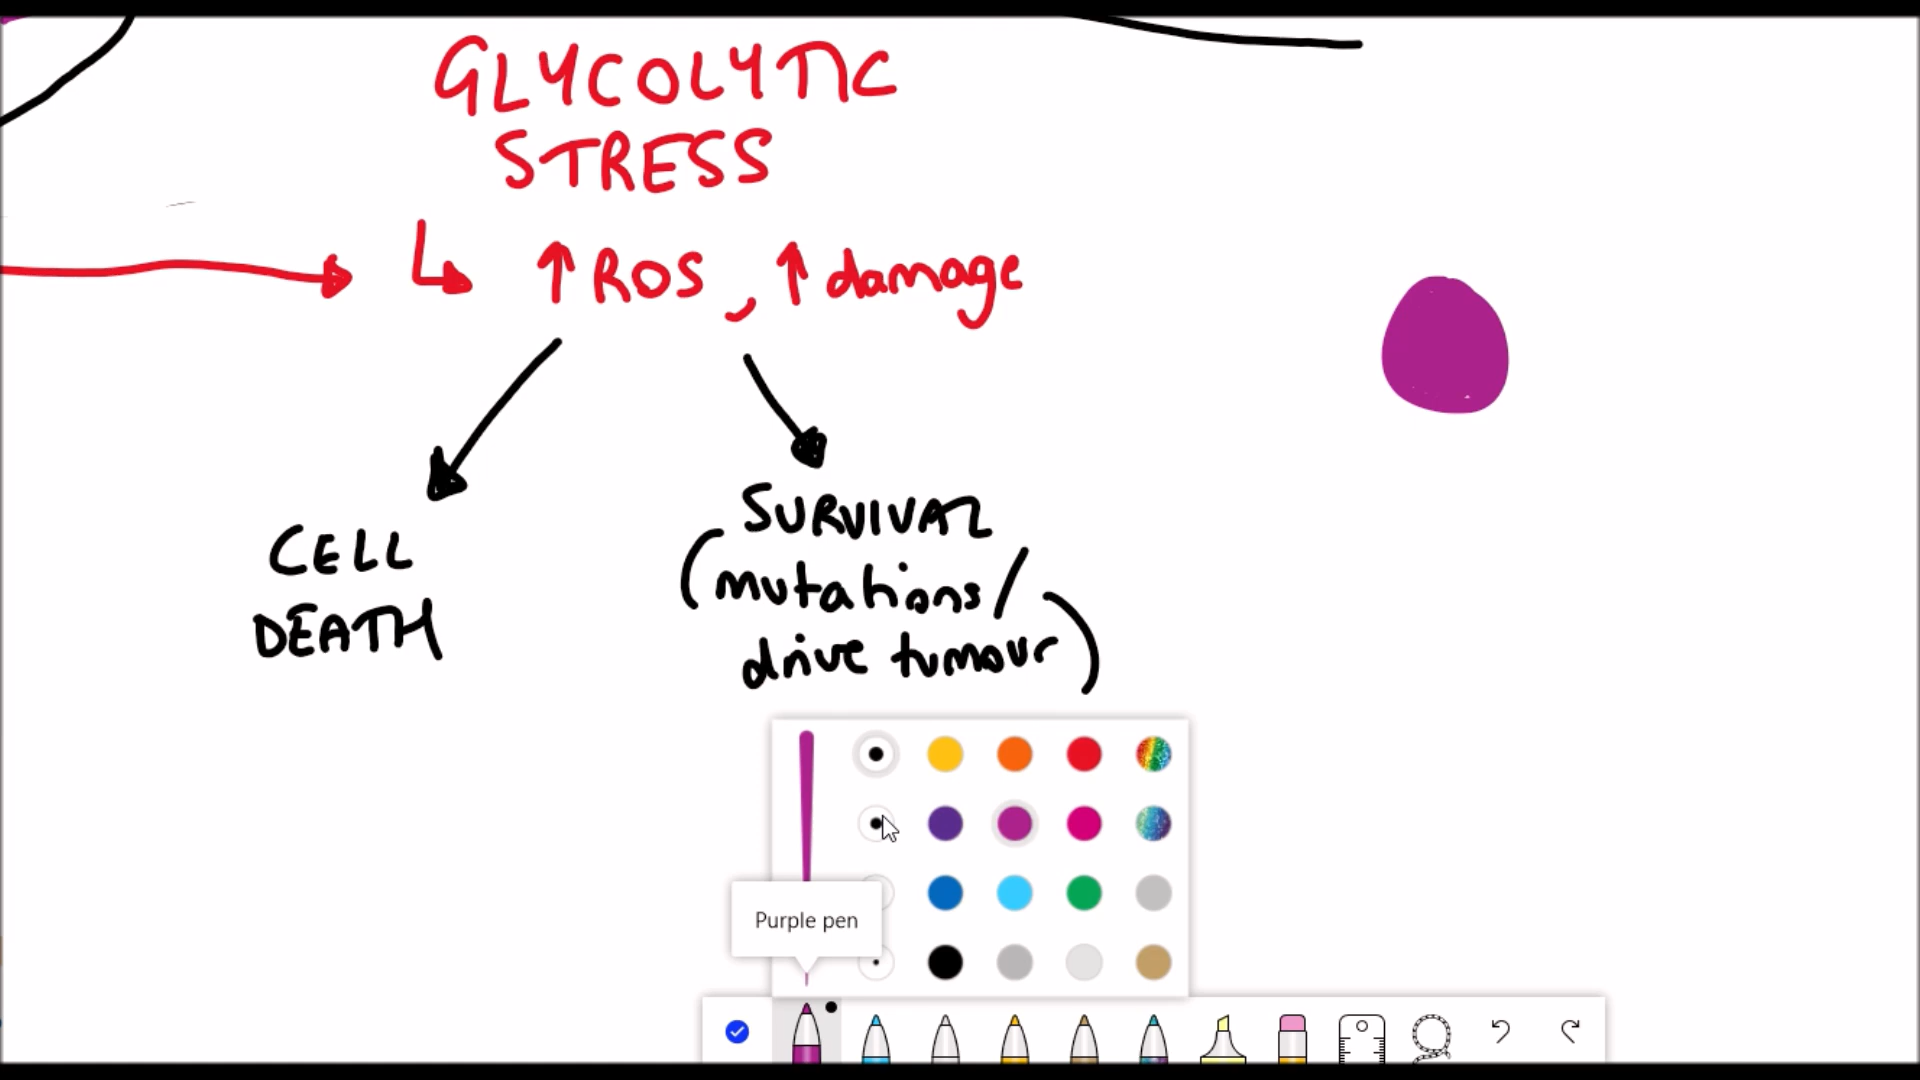 GLYCOLYTIC
STRESS
↑ ROS, ↑ damage
CELL
DEATH
SURVIVAL
(mutations/
drive tumour)
Purple pen